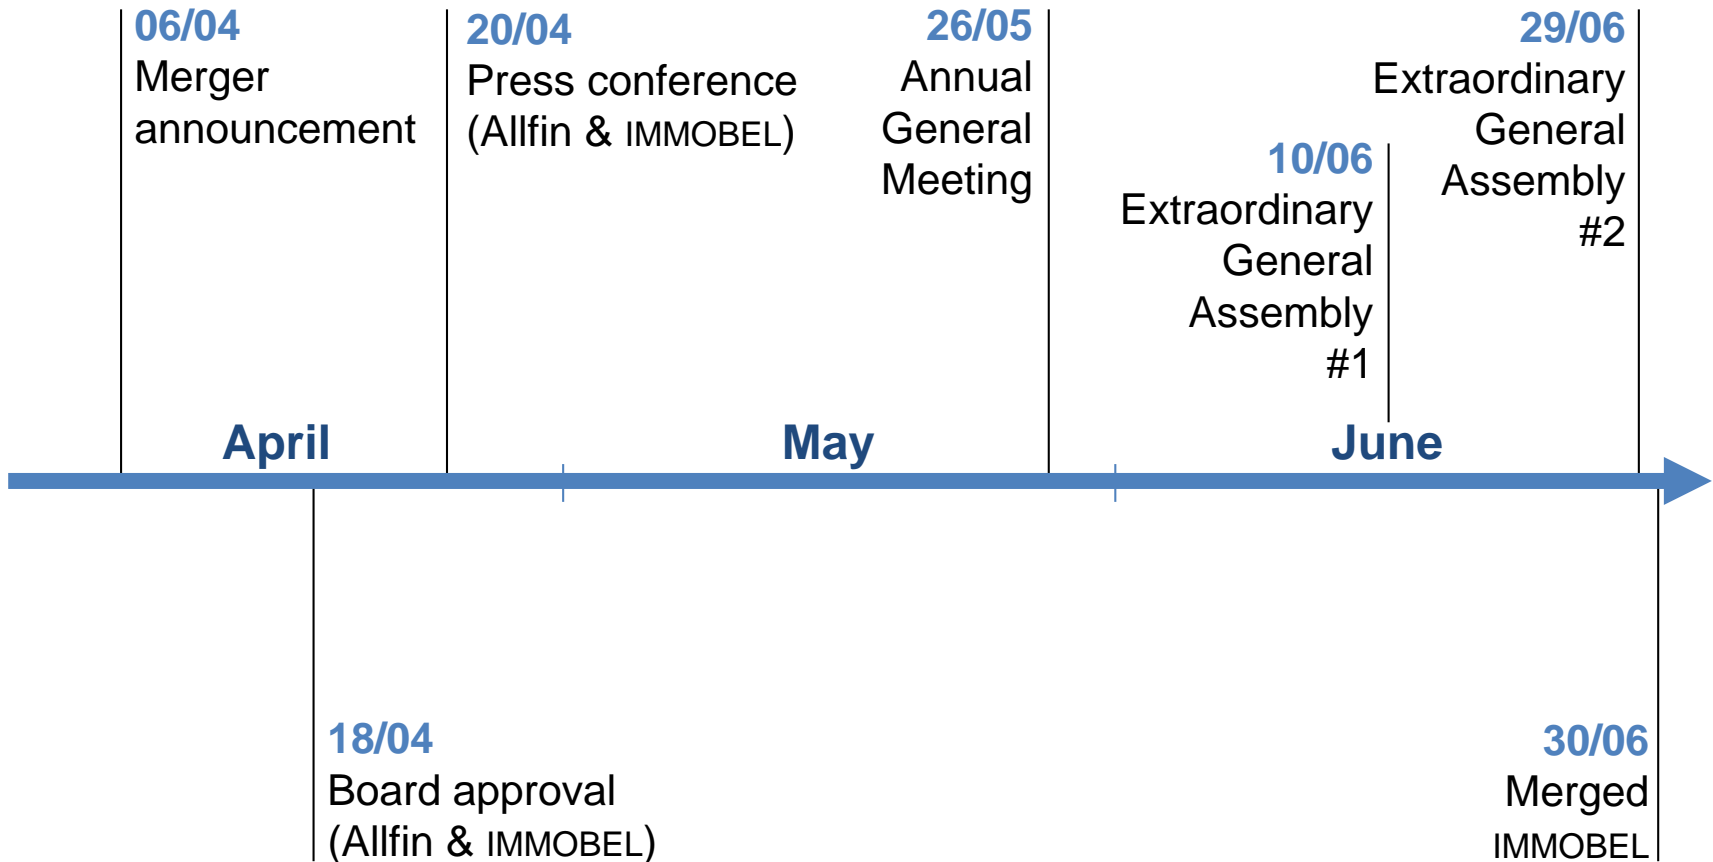 06/04
Merger
announcement
20/04
Press conference
(Allfin & IMMOBEL)
26/05
Annual
General
Meeting
10/06
Extraordinary
General
Assembly
#1
29/06
Extraordinary
General
Assembly
#2
April
May
June
18/04
Board approval
(Allfin & IMMOBEL)
30/06
Merged
IMMOBEL